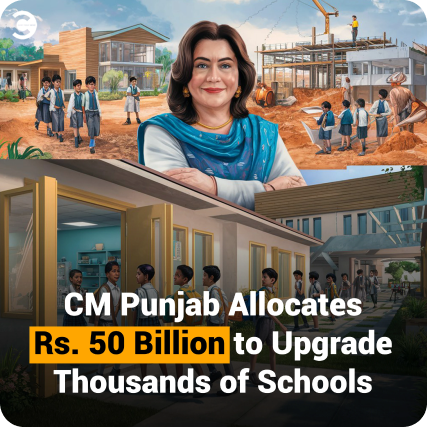 CM Punjab Allocates
Rs. 50 Billion to Upgrade
Thousands of Schools